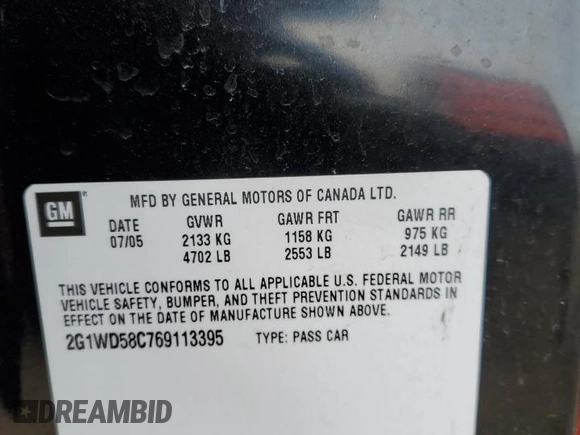 GM
MFD BY GENERAL MOTORS OF CANADA LTD.
DATE GVWR GAWR FRT GAWR RR
07/05 2133 KG 1158 KG 975 KG
4702 LB 2553 LB 2149 LB
THIS VEHICLE CONFORMS TO ALL APPLICABLE U.S. FEDERAL MOTOR
VEHICLE SAFETY, BUMPER, AND THEFT PREVENTION STANDARDS IN
EFFECT ON THE DATE OF MANUFACTURE SHOWN ABOVE.
2G1WD58C769113395 TYPE: PASS CAR
DREAMBID